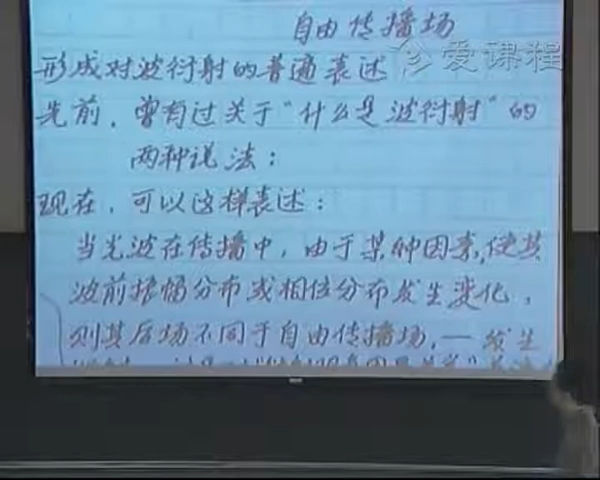 自由传播场
爱课程
形成对波衍射的普遍表述
先前，曾有过关于"什么是波衍射"的
两种说法：
现在，可以这样表述：
当光波在传播中，由于某种因素，使其
波前振幅分布或相位分布发生变化，
则其后场不同于自由传播场，— 发生